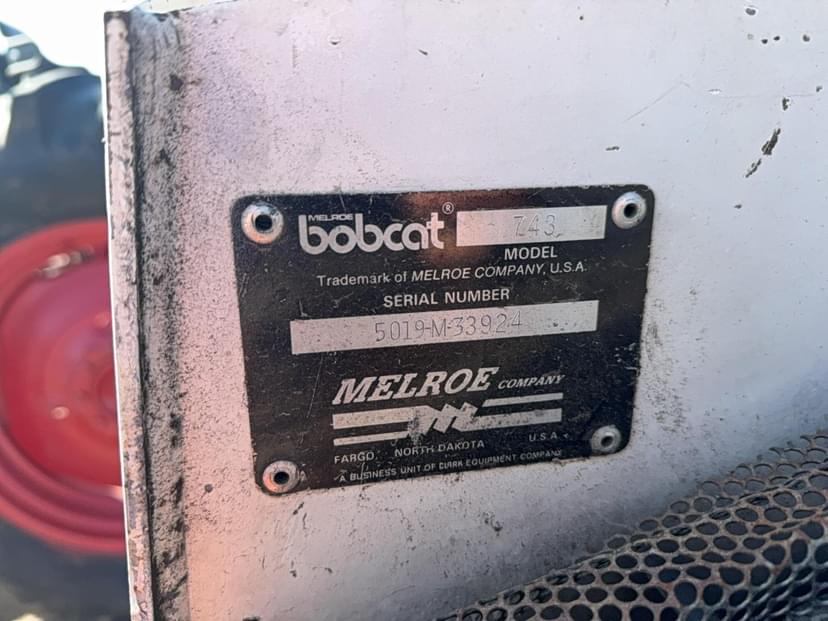 MELROE
bobcat® 743
MODEL
Trademark of MELROE COMPANY, U.S.A.
SERIAL NUMBER
5019-M-33924
MELROE COMPANY
FARGO, NORTH DAKOTA U.S.A.
A BUSINESS UNIT OF CLARK EQUIPMENT COMPANY